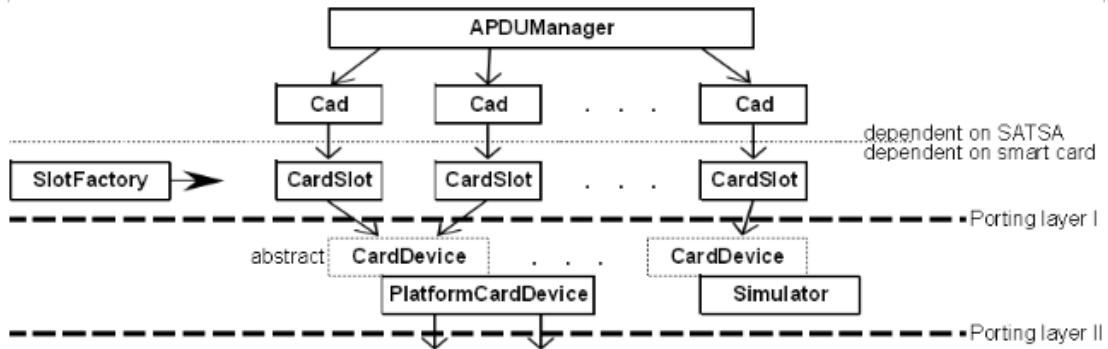 APDUManager
Cad Cad . . . Cad
dependent on SATSA
dependent on smart card
SlotFactory CardSlot CardSlot . . . CardSlot
Porting layer I
abstract CardDevice . . . CardDevice
PlatformCardDevice Simulator
Porting layer II